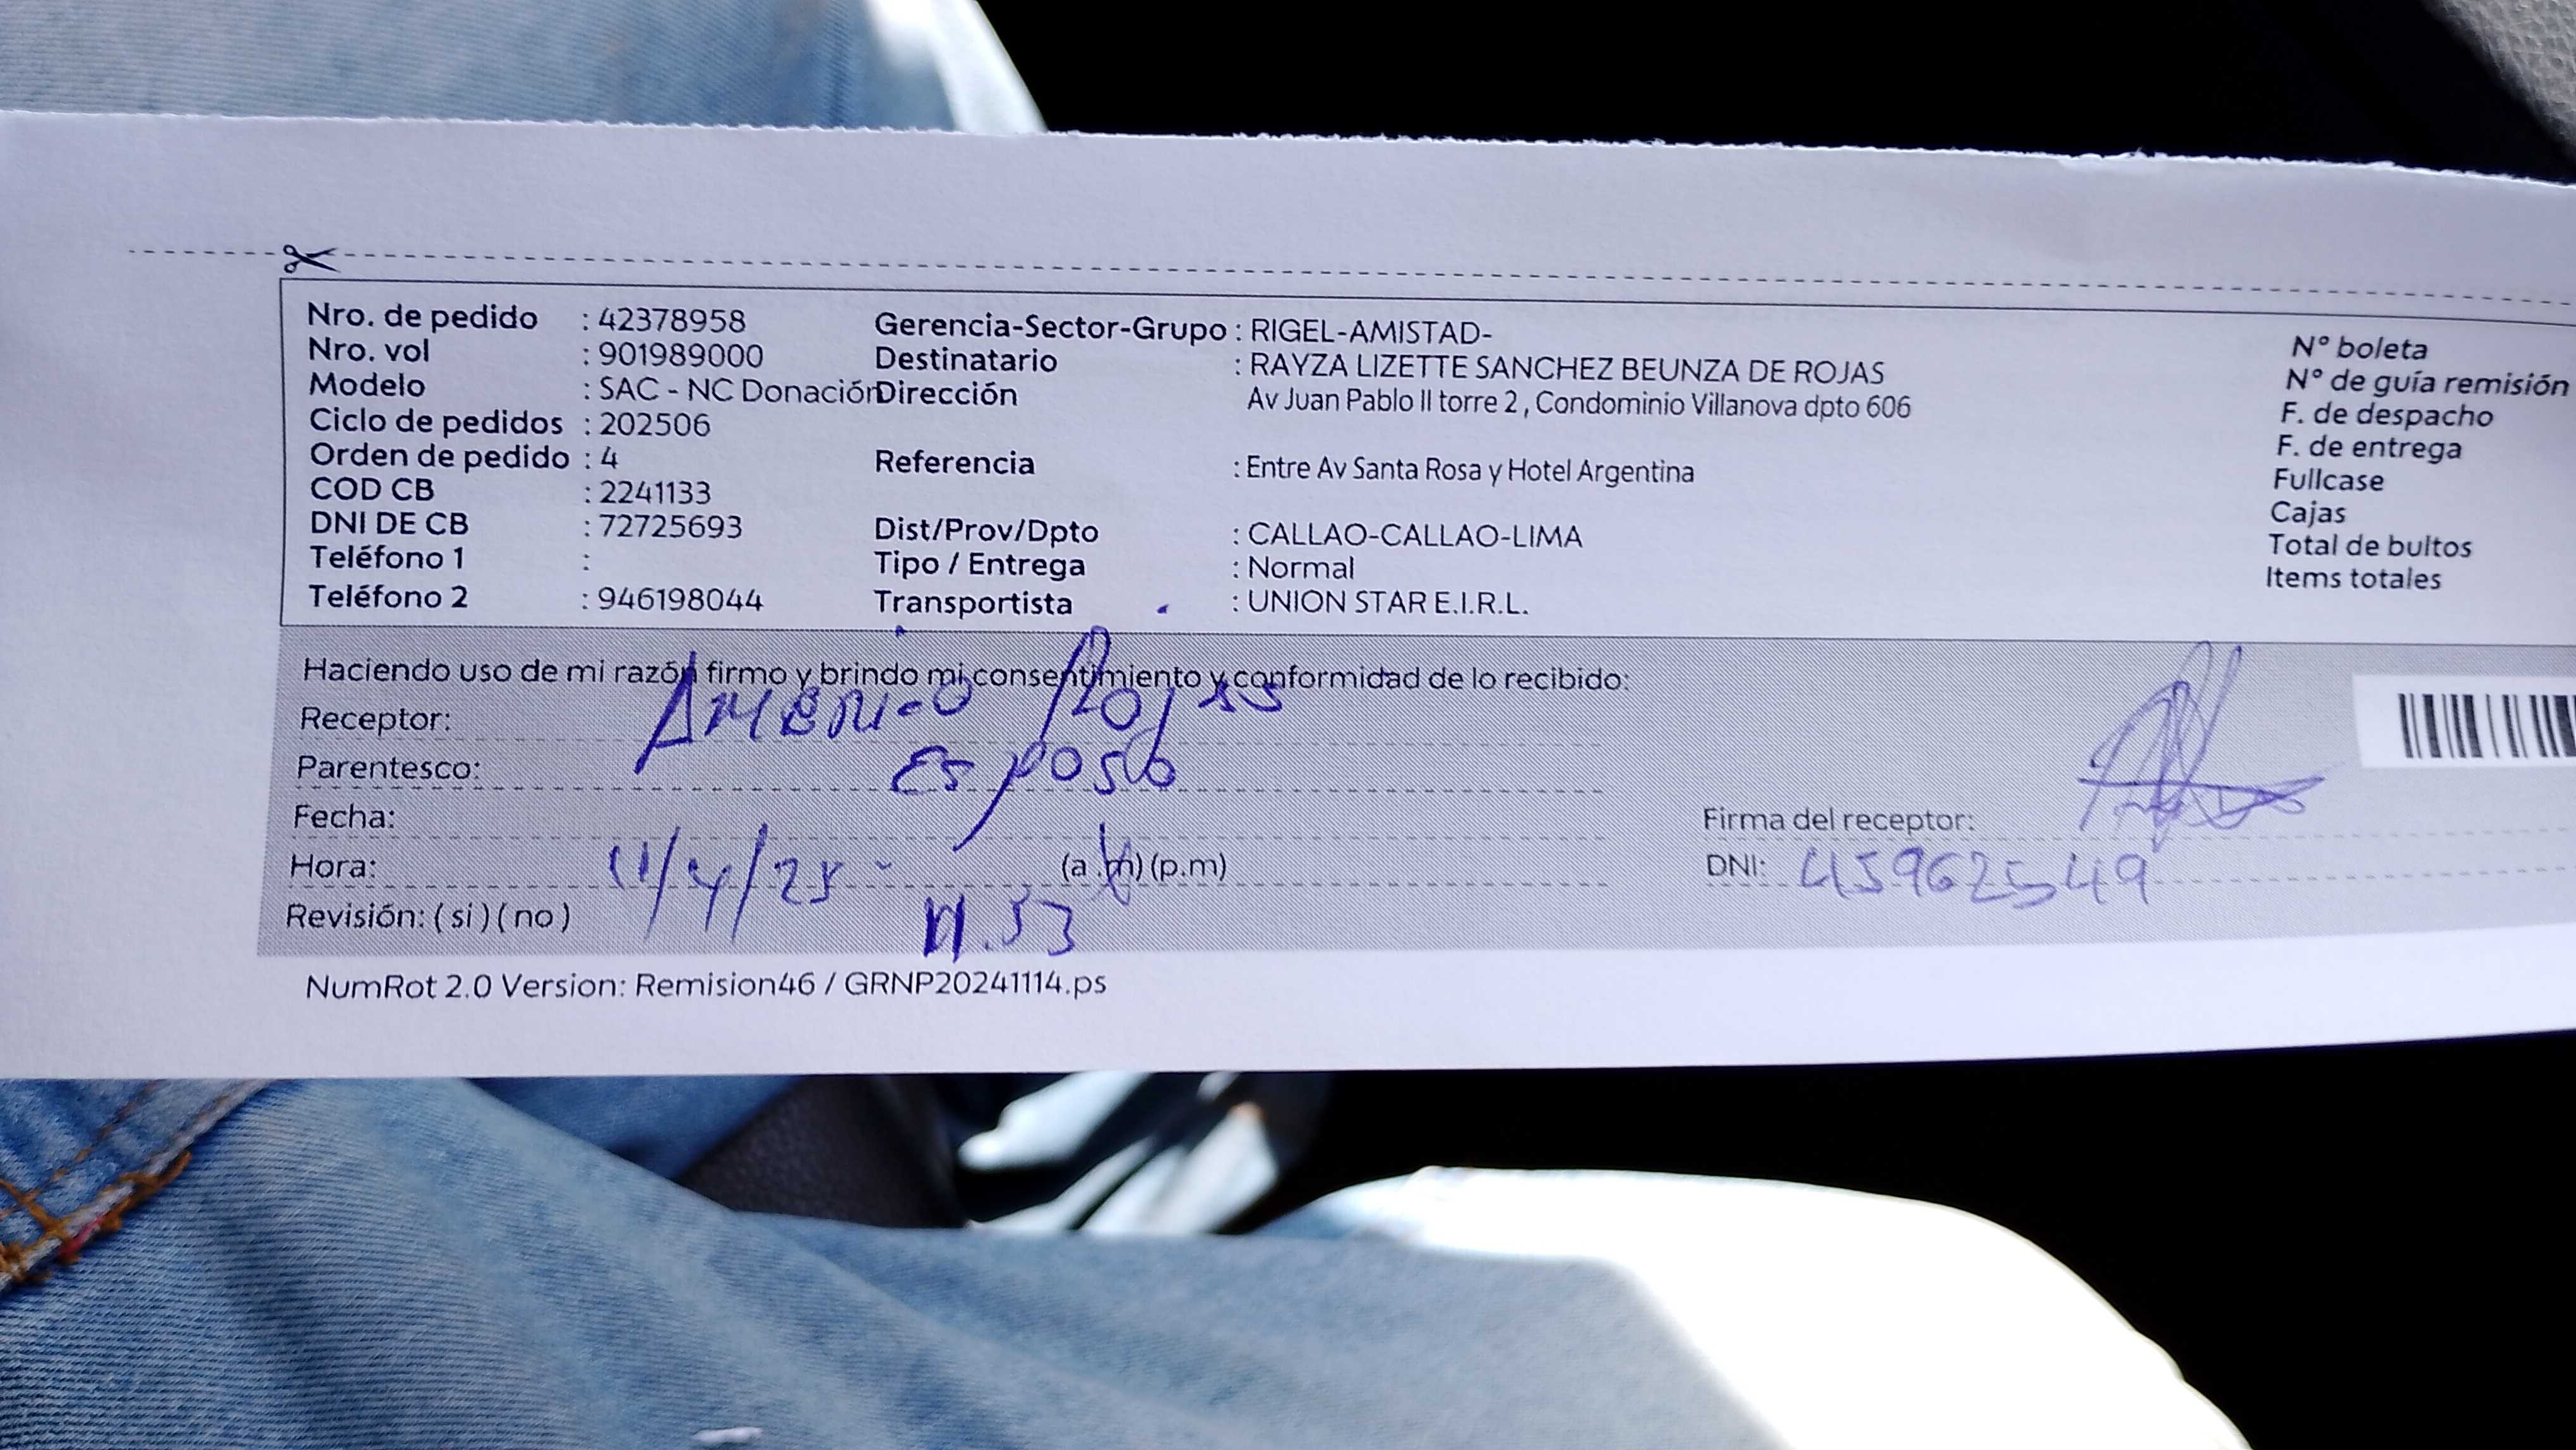 Nro. de pedido : 42378958
Nro. vol : 901989000
Modelo : SAC - NC Donación
Ciclo de pedidos : 202506
Orden de pedido : 4
COD CB : 2241133
DNI DE CB : 72725693
Teléfono 1 :
Teléfono 2 : 946198044
Gerencia-Sector-Grupo : RIGEL-AMISTAD-
Destinatario : RAYZA LIZETTE SANCHEZ BEUNZA DE ROJAS
Dirección Av Juan Pablo II torre 2 , Condominio Villanova dpto 606
Referencia : Entre Av Santa Rosa y Hotel Argentina
Dist/Prov/Dpto : CALLAO-CALLAO-LIMA
Tipo / Entrega : Normal
Transportista : UNION STAR E.I.R.L.
N° boleta
N° de guía remisión
F. de despacho
F. de entrega
Fullcase
Cajas
Total de bultos
Items totales
Haciendo uso de mi razón firmo y brindo mi consentimiento y conformidad de lo recibido:
Receptor: Rojas
Parentesco: Esposo
Fecha: 11/4/25
Hora: 11.53 (a.m) (p.m)
Revisión: ( si ) ( no )
Firma del receptor:
DNI:
NumRot 2.0 Version: Remision46 / GRNP20241114.ps